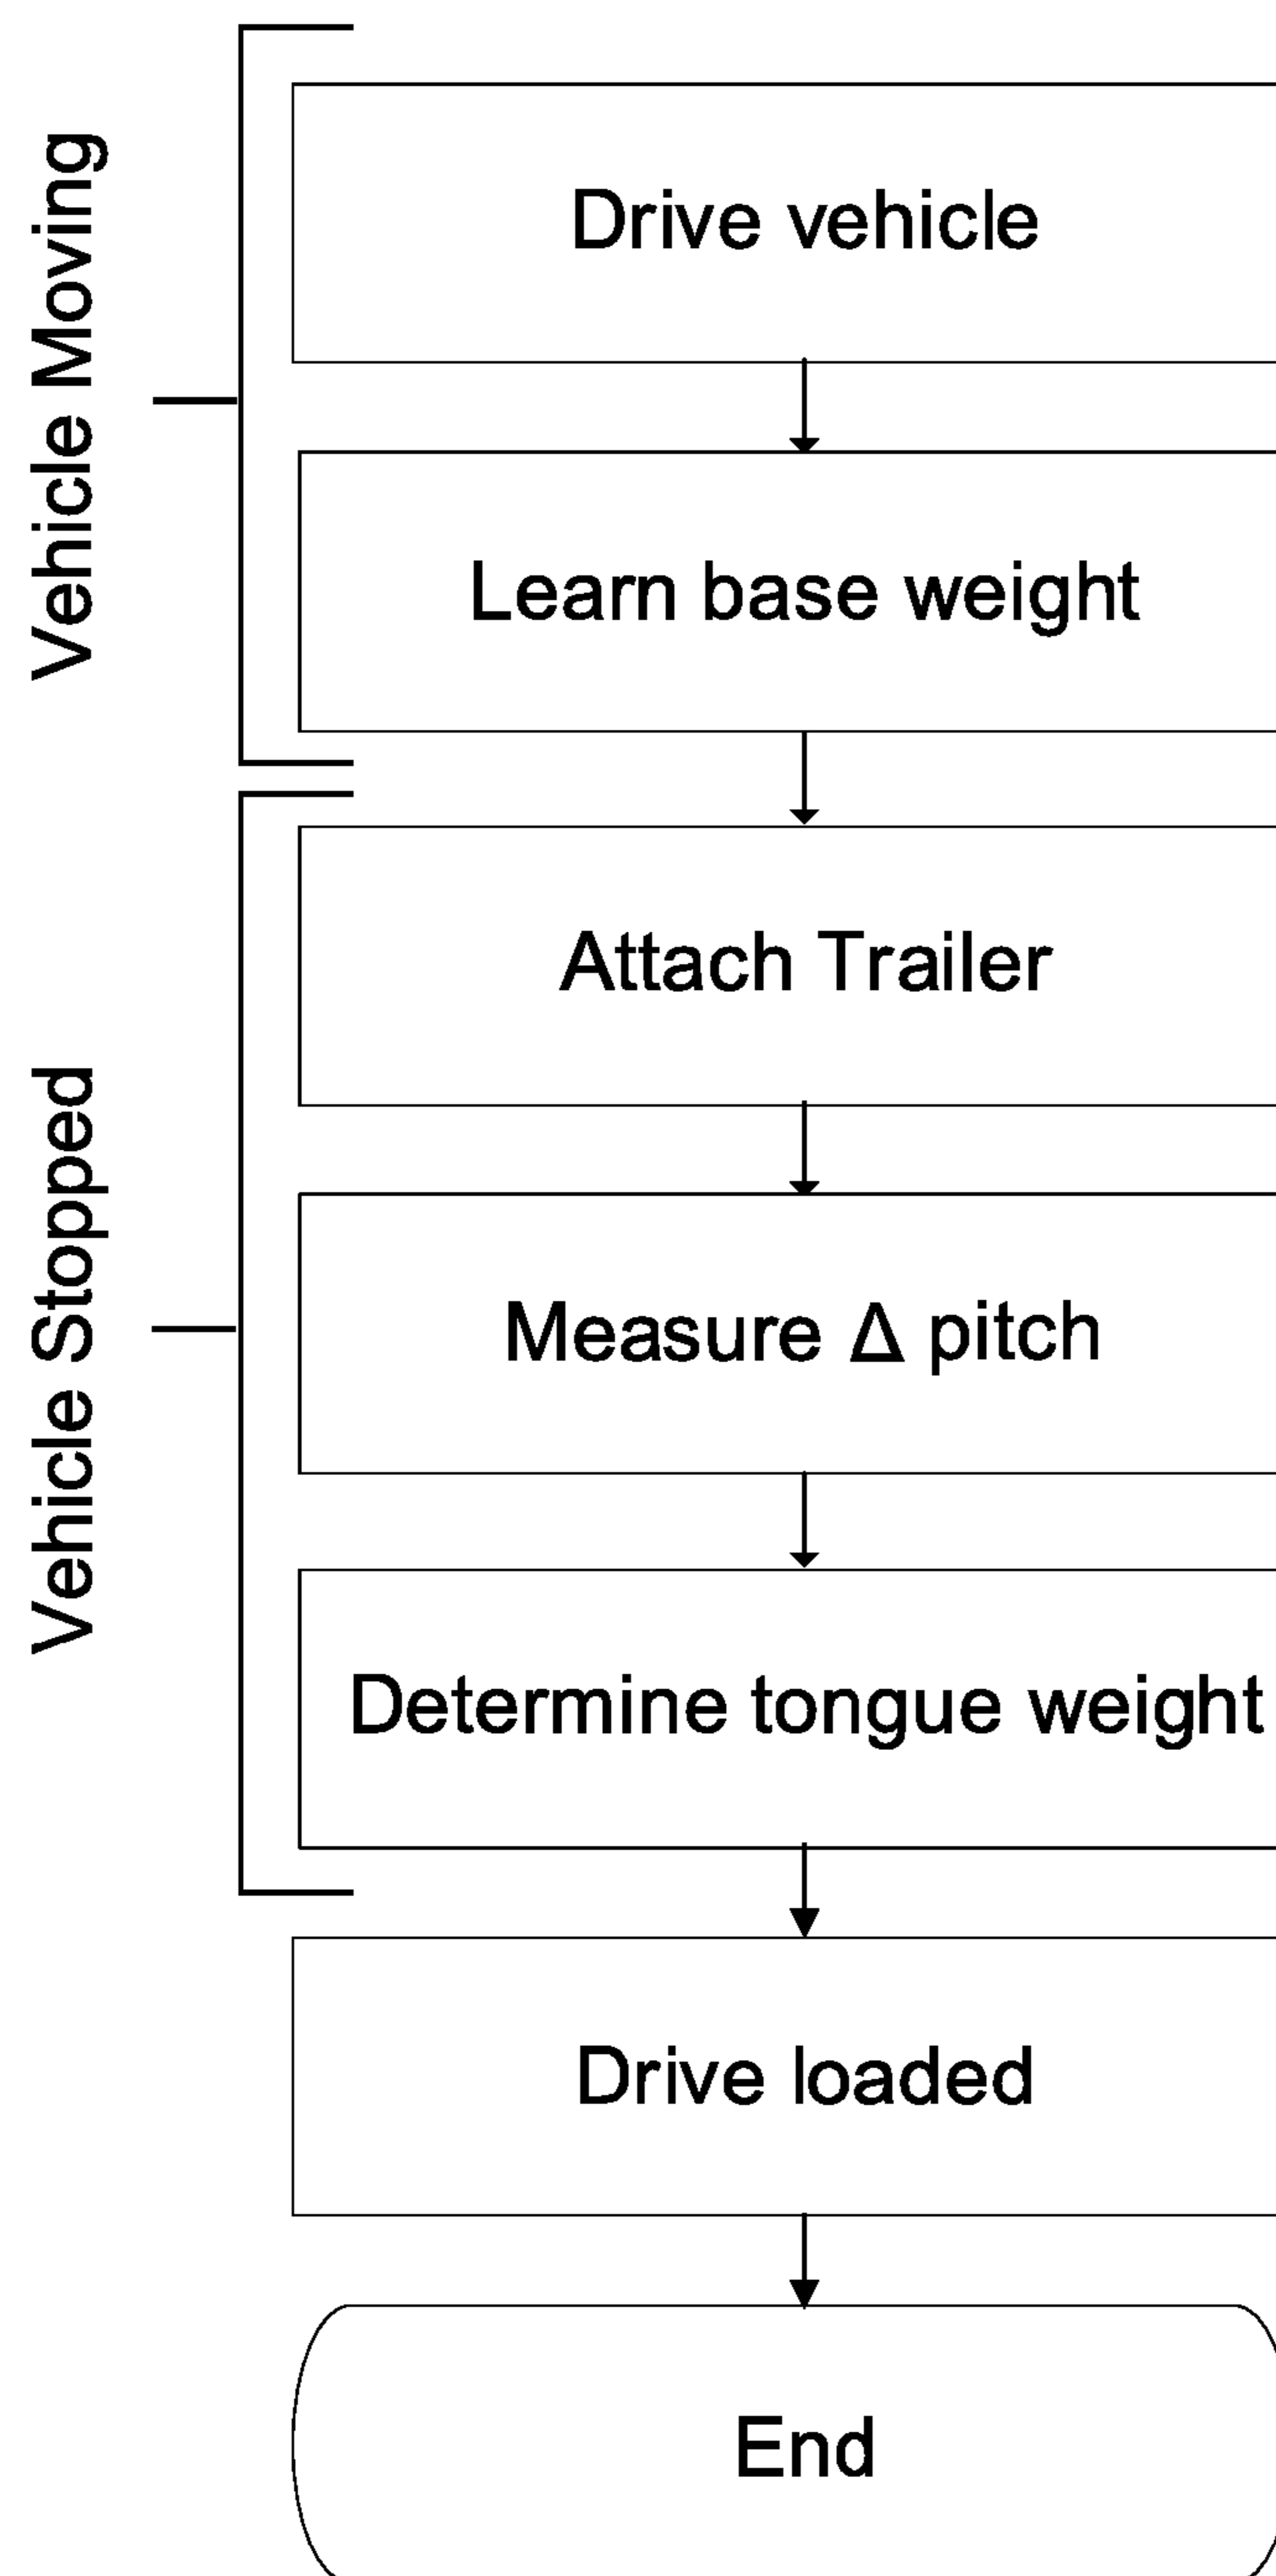 Vehicle Moving
Drive vehicle
Learn base weight
Vehicle Stopped
Attach Trailer
Measure Δ pitch
Determine tongue weight
Drive loaded
End